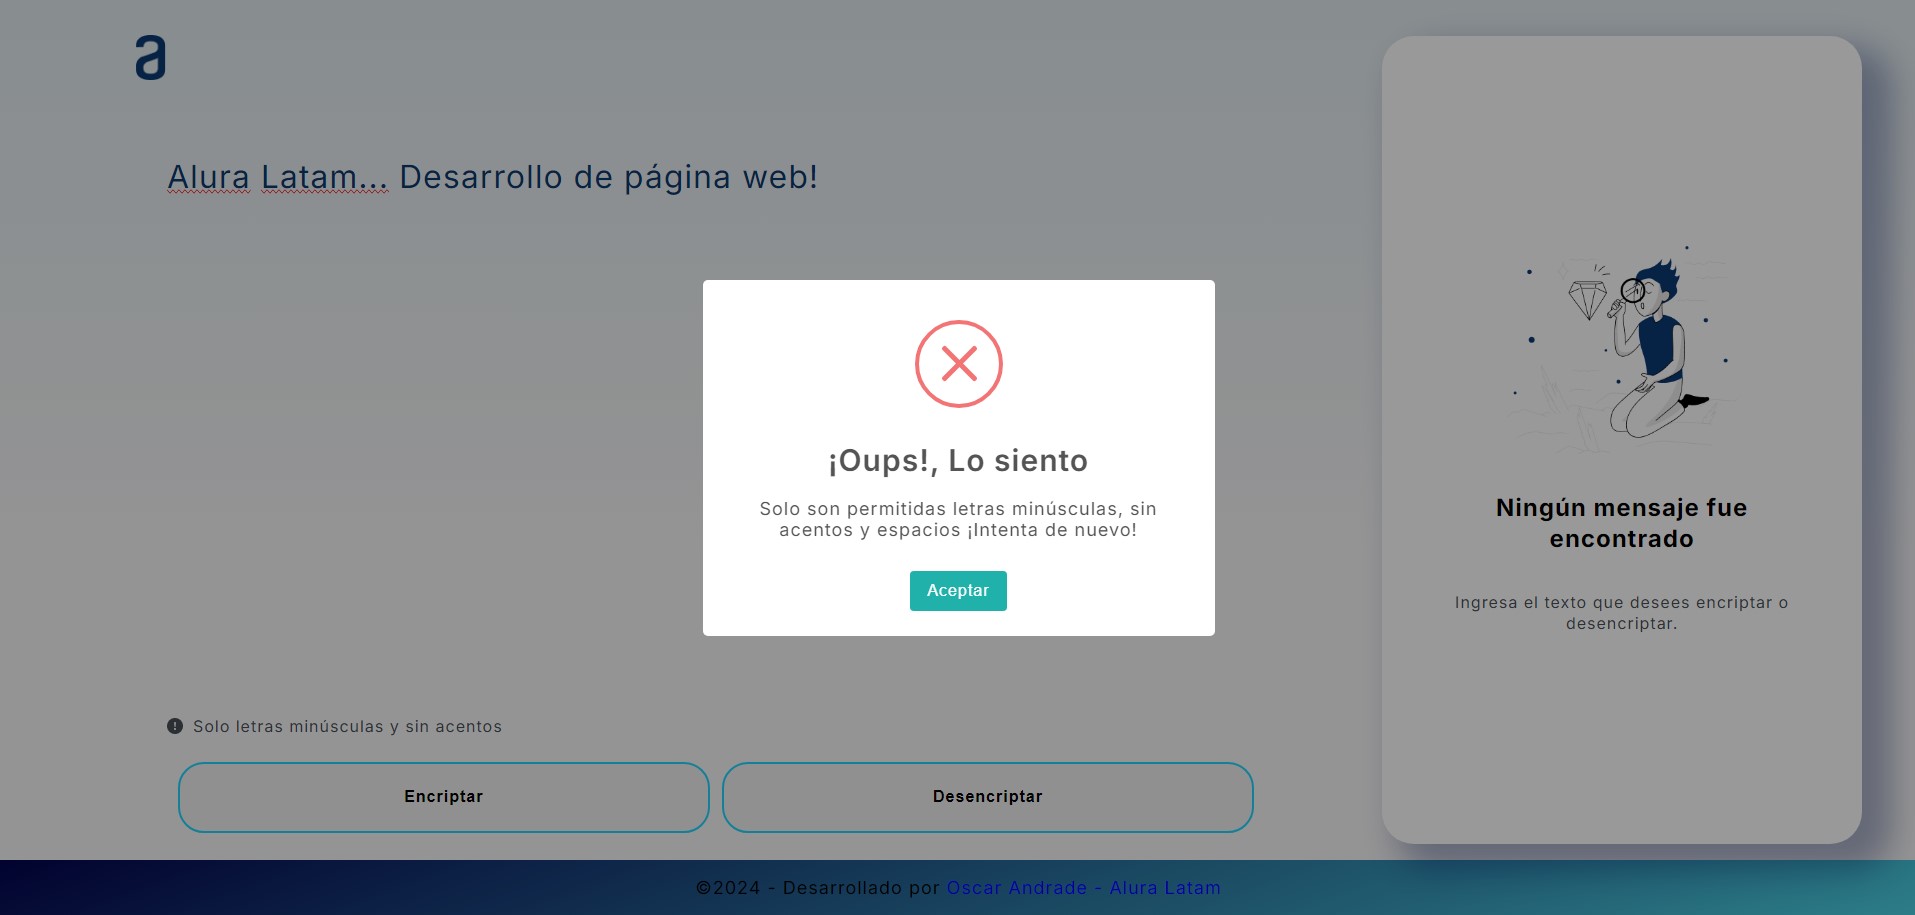 a
Alura Latam... Desarrollo de página web!
¡Oups!, Lo siento
Solo son permitidas letras minúsculas, sin
acentos y espacios ¡Intenta de nuevo!
Aceptar
Ningún mensaje fue
encontrado
Ingresa el texto que desees encriptar o
desencriptar.
Solo letras minúsculas y sin acentos
Encriptar
Desencriptar
©2024 - Desarrollado por Oscar Andrade - Alura Latam